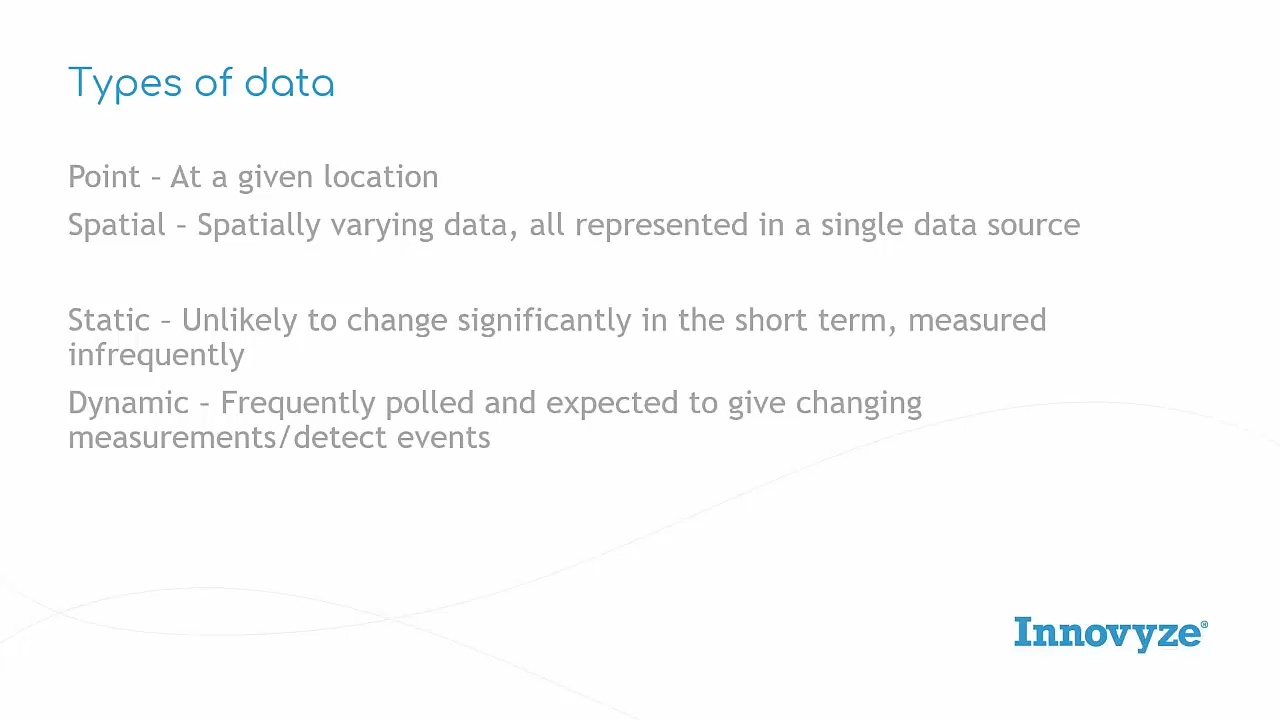 Types of data
Point – At a given location
Spatial – Spatially varying data, all represented in a single data source
Static – Unlikely to change significantly in the short term, measured
infrequently
Dynamic – Frequently polled and expected to give changing
measurements/detect events
Innovyze®